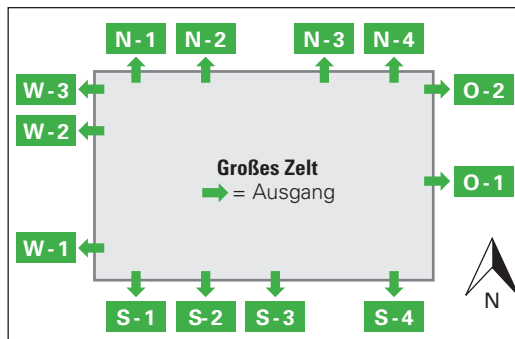 N-1 N-2 N-3 N-4
W-3 O-2
W-2
Großes Zelt
= Ausgang O-1
W-1
N
S-1 S-2 S-3 S-4